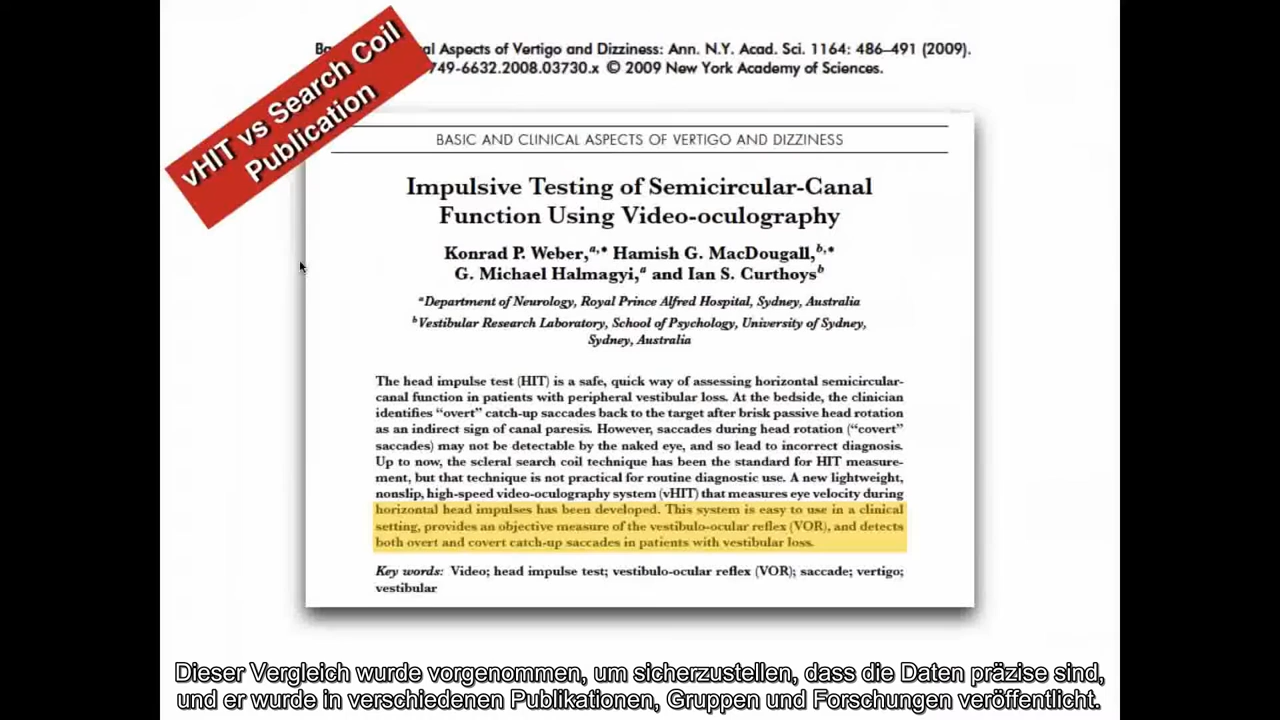 vHIT vs Search Coil
Publication
al Aspects of Vertigo and Dizziness: Ann. N.Y. Acad. Sci. 1164: 486–491 (2009).
749-6632.2008.03730.x © 2009 New York Academy of Sciences.
BASIC AND CLINICAL ASPECTS OF VERTIGO AND DIZZINESS
Impulsive Testing of Semicircular-Canal
Function Using Video-oculography
Konrad P. Weber,a,* Hamish G. MacDougall,b,*
G. Michael Halmagyi,a and Ian S. Curthoysb
aDepartment of Neurology, Royal Prince Alfred Hospital, Sydney, Australia
bVestibular Research Laboratory, School of Psychology, University of Sydney,
Sydney, Australia
The head impulse test (HIT) is a safe, quick way of assessing horizontal semicircular-
canal function in patients with peripheral vestibular loss. At the bedside, the clinician
identifies “overt” catch-up saccades back to the target after brisk passive head rotation
as an indirect sign of canal paresis. However, saccades during head rotation (“covert”
saccades) may not be detectable by the naked eye, and so lead to incorrect diagnosis.
Up to now, the scleral search coil technique has been the standard for HIT measure-
ment, but that technique is not practical for routine diagnostic use. A new lightweight,
nonslip, high-speed video-oculography system (vHIT) that measures eye velocity during
horizontal head impulses has been developed. This system is easy to use in a clinical
setting, provides an objective measure of the vestibulo-ocular reflex (VOR), and detects
both overt and covert catch-up saccades in patients with vestibular loss.
Key words: Video; head impulse test; vestibulo-ocular reflex (VOR); saccade; vertigo;
vestibular
Dieser Vergleich wurde vorgenommen, um sicherzustellen, dass die Daten präzise sind,
und er wurde in verschiedenen Publikationen, Gruppen und Forschungen veröffentlicht.